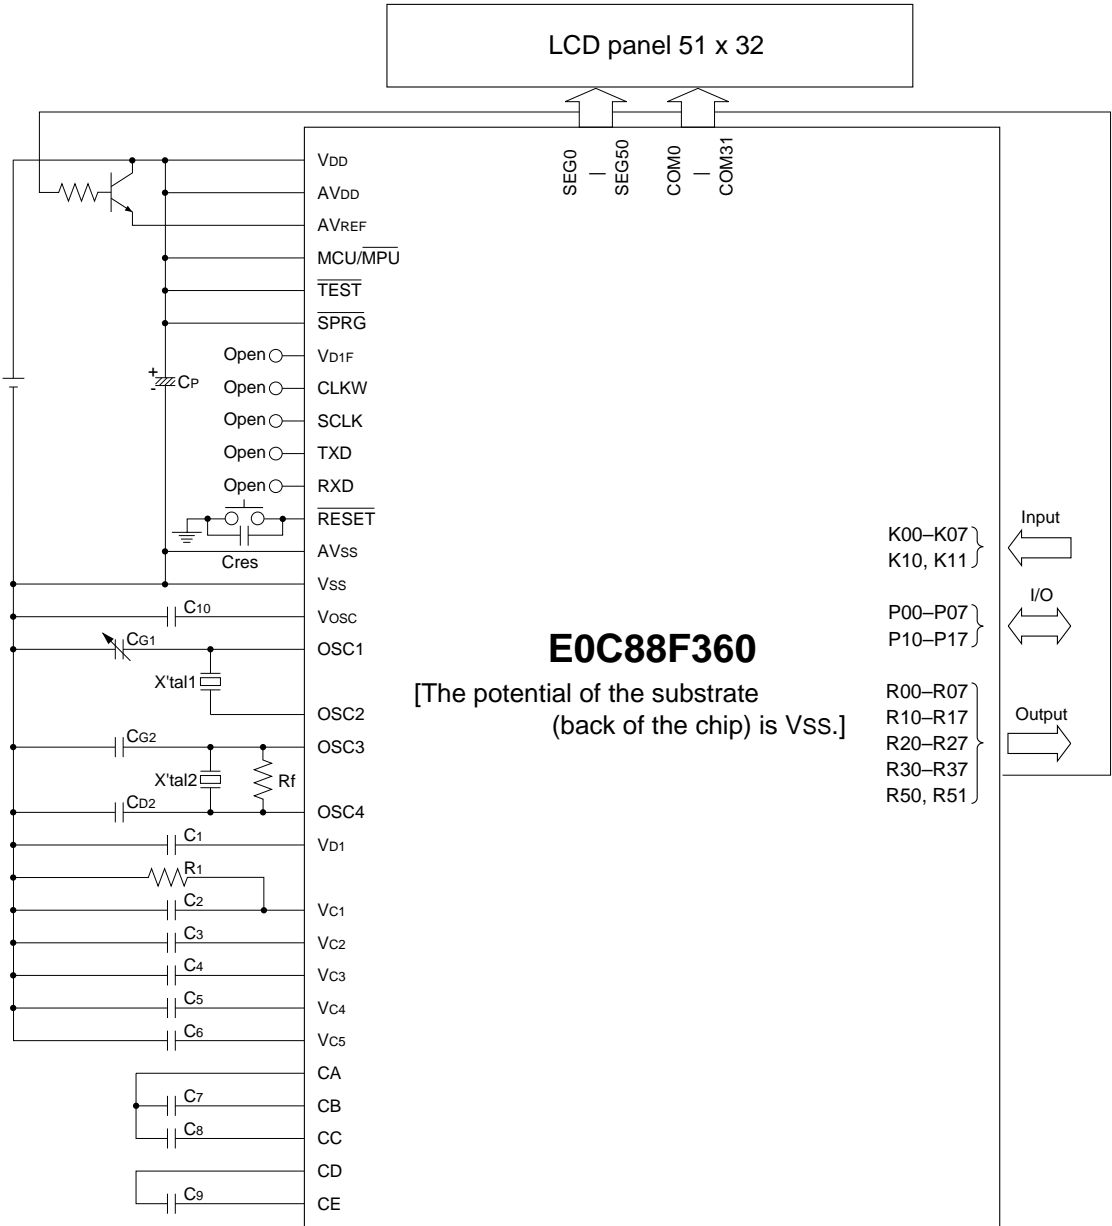 LCD panel 51 x 32
SEG0
—
SEG50
COM0
—
COM31
VDD
AVDD
AVREF
MCU/MPU
TEST
SPRG
Open VD1F
+
- CP
Open CLKW
Open SCLK
Open TXD
Open RXD
RESET
Cres
AVSS
VSS
C10 VOSC
CG1 OSC1
X'tal1
OSC2
CG2 OSC3
X'tal2 Rf
CD2 OSC4
C1 VD1
R1
C2 VC1
C3 VC2
C4 VC3
C5 VC4
C6 VC5
CA
C7 CB
C8 CC
CD
C9 CE
E0C88F360
[The potential of the substrate
(back of the chip) is VSS.]
Input
K00–K07
K10, K11
I/O
P00–P07
P10–P17
Output
R00–R07
R10–R17
R20–R27
R30–R37
R50, R51